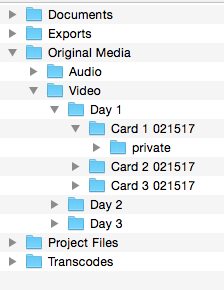 Documents
Exports
Original Media
Audio
Video
Day 1
Card 1 021517
private
Card 2 021517
Card 3 021517
Day 2
Day 3
Project Files
Transcodes